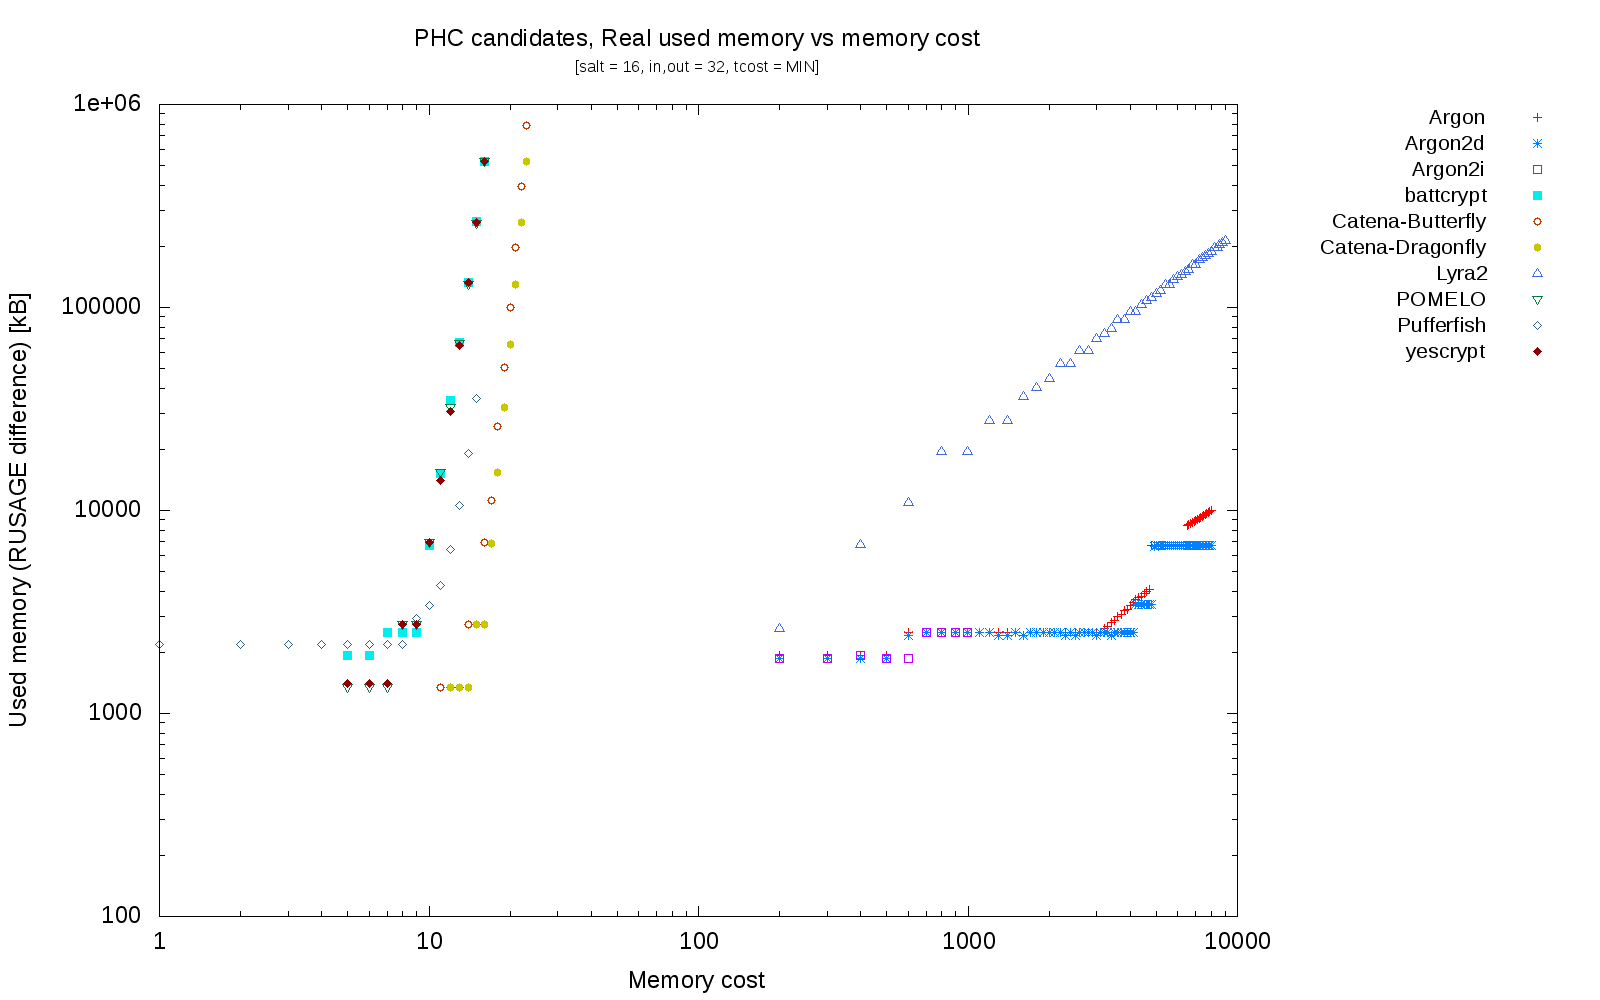 PHC candidates, Real used memory vs memory cost
[salt = 16, in,out = 32, tcost = MIN]
1e+06
100000
10000
1000
100
Used memory (RUSAGE difference) [kB]
1
10
100
1000
10000
Memory cost
Argon
Argon2d
Argon2i
battcrypt
Catena-Butterfly
Catena-Dragonfly
Lyra2
POMELO
Pufferfish
yescrypt